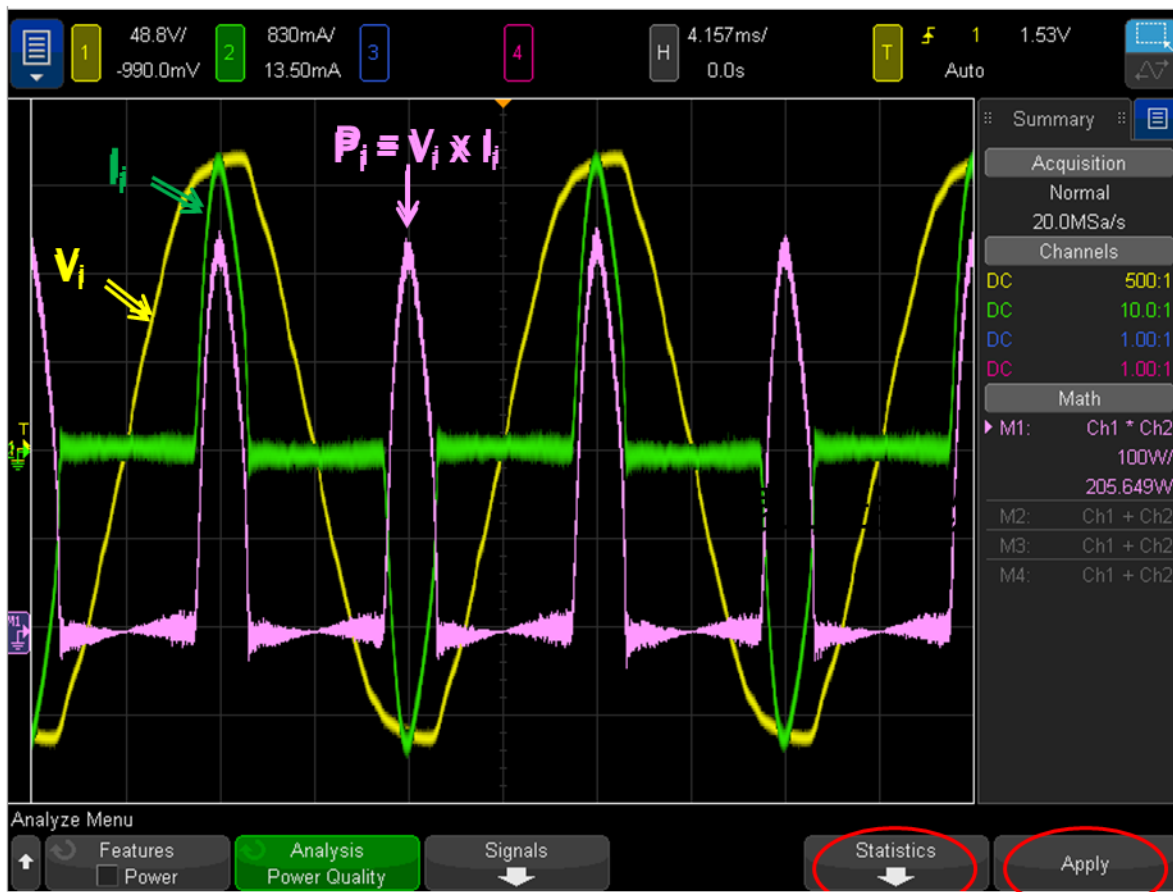 1
48.8V/
-990.0mV
2
830mA/
13.50mA
3
4
H
4.157ms/
0.0s
T
1
1.53V
Auto
Summary
Acquisition
Normal
20.0MSa/s
Channels
DC 500:1
DC 10.0:1
DC 1.00:1
DC 1.00:1
Math
M1: Ch1 * Ch2
100W/
205.649W
M2: Ch1 + Ch2
M3: Ch1 + Ch2
M4: Ch1 + Ch2
Pi = Vi x Ii
Ii
Vi
T
M1
Analyze Menu
Features
Power
Analysis
Power Quality
Signals
Statistics
Apply